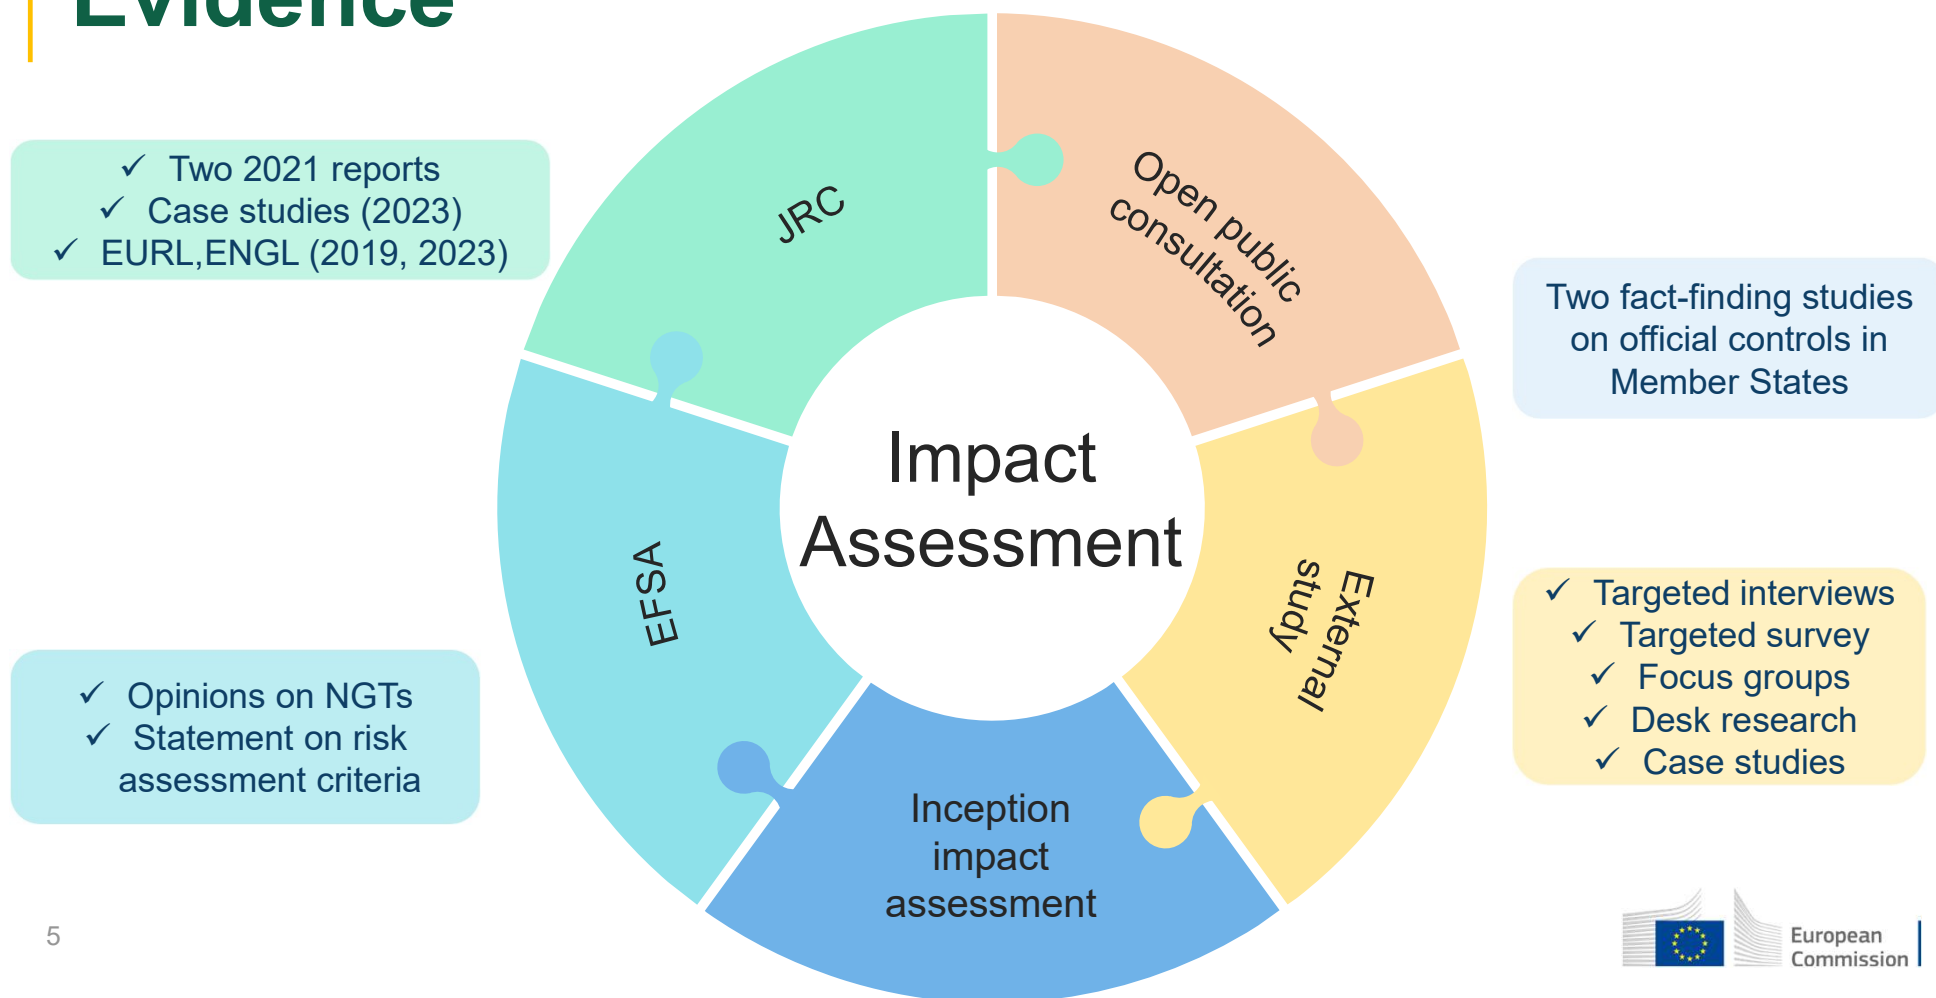 Evidence
✓ Two 2021 reports
✓ Case studies (2023)
✓ EURL,ENGL (2019, 2023)
JRC
Open public
consultation
Two fact-finding studies
on official controls in
Member States
Impact
Assessment
EFSA
External
study
✓ Targeted interviews
✓ Targeted survey
✓ Focus groups
✓ Desk research
✓ Case studies
✓ Opinions on NGTs
✓ Statement on risk
assessment criteria
Inception
impact
assessment
5
European
Commission